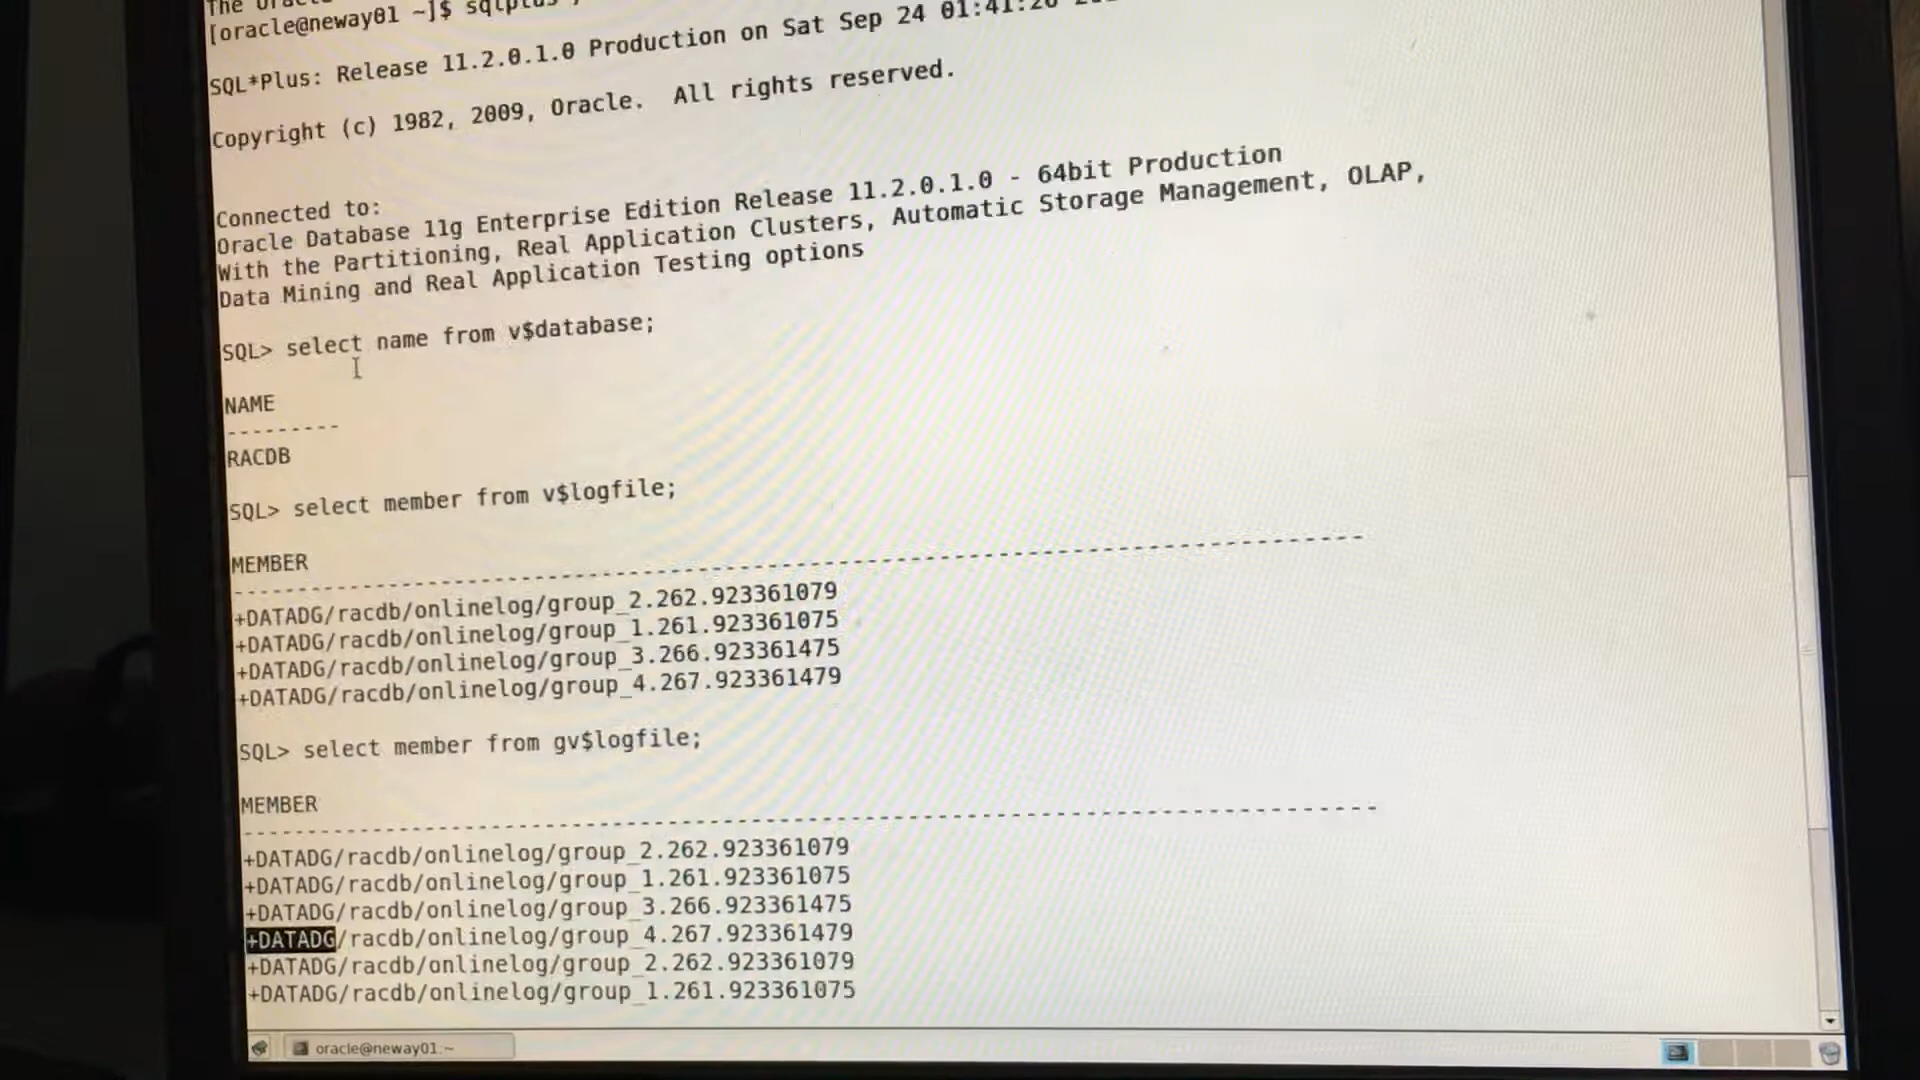 The
[oracle@neway01 ~]$ sqlplus
SQL*Plus: Release 11.2.0.1.0 Production on Sat Sep 24 01:41:20
Copyright (c) 1982, 2009, Oracle.  All rights reserved.
Connected to:
Oracle Database 11g Enterprise Edition Release 11.2.0.1.0 - 64bit Production
With the Partitioning, Real Application Clusters, Automatic Storage Management, OLAP,
Data Mining and Real Application Testing options
SQL> select name from v$database;
NAME
---------
RACDB
SQL> select member from v$logfile;
MEMBER
--------------------------------------------------------------------------------
+DATADG/racdb/onlinelog/group_2.262.923361079
+DATADG/racdb/onlinelog/group_1.261.923361075
+DATADG/racdb/onlinelog/group_3.266.923361475
+DATADG/racdb/onlinelog/group_4.267.923361479
SQL> select member from gv$logfile;
MEMBER
--------------------------------------------------------------------------------
+DATADG/racdb/onlinelog/group_2.262.923361079
+DATADG/racdb/onlinelog/group_1.261.923361075
+DATADG/racdb/onlinelog/group_3.266.923361475
+DATADG/racdb/onlinelog/group_4.267.923361479
+DATADG/racdb/onlinelog/group_2.262.923361079
+DATADG/racdb/onlinelog/group_1.261.923361075
oracle@neway01:~